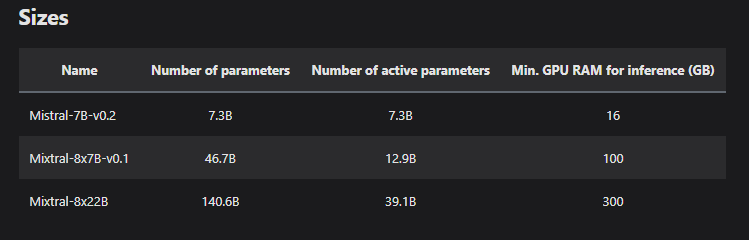 Sizes
Name Number of parameters Number of active parameters Min. GPU RAM for inference (GB)
Mistral-7B-v0.2 7.3B 7.3B 16
Mixtral-8x7B-v0.1 46.7B 12.9B 100
Mixtral-8x22B 140.6B 39.1B 300